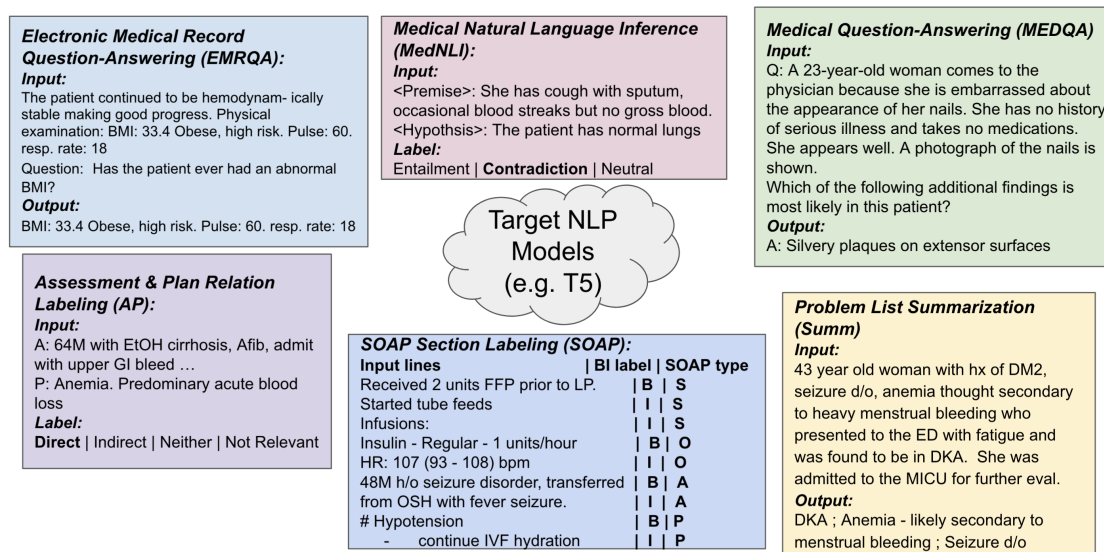 Electronic Medical Record
Question-Answering (EMRQA):
Input:
The patient continued to be hemodynam- ically
stable making good progress. Physical
examination: BMI: 33.4 Obese, high risk. Pulse: 60.
resp. rate: 18
Question: Has the patient ever had an abnormal
BMI?
Output:
BMI: 33.4 Obese, high risk. Pulse: 60. resp. rate: 18
Medical Natural Language Inference
(MedNLI):
Input:
<Premise>: She has cough with sputum,
occasional blood streaks but no gross blood.
<Hypothsis>: The patient has normal lungs
Label:
Entailment | Contradiction | Neutral
Medical Question-Answering (MEDQA)
Input:
Q: A 23-year-old woman comes to the
physician because she is embarrassed about
the appearance of her nails. She has no history
of serious illness and takes no medications.
She appears well. A photograph of the nails is
shown.
Which of the following additional findings is
most likely in this patient?
Output:
A: Silvery plaques on extensor surfaces
Target NLP
Models
(e.g. T5)
Assessment & Plan Relation
Labeling (AP):
Input:
A: 64M with EtOH cirrhosis, Afib, admit
with upper GI bleed …
P: Anemia. Predominary acute blood
loss
Label:
Direct | Indirect | Neither | Not Relevant
SOAP Section Labeling (SOAP):
Input lines | BI label | SOAP type
Received 2 units FFP prior to LP. | B | S
Started tube feeds | I | S
Infusions: | I | S
Insulin - Regular - 1 units/hour | B | O
HR: 107 (93 - 108) bpm | I | O
48M h/o seizure disorder, transferred | B | A
from OSH with fever seizure. | I | A
# Hypotension | B | P
- continue IVF hydration | I | P
Problem List Summarization
(Summ)
Input:
43 year old woman with hx of DM2,
seizure d/o, anemia thought secondary
to heavy menstrual bleeding who
presented to the ED with fatigue and
was found to be in DKA. She was
admitted to the MICU for further eval.
Output:
DKA ; Anemia - likely secondary to
menstrual bleeding ; Seizure d/o